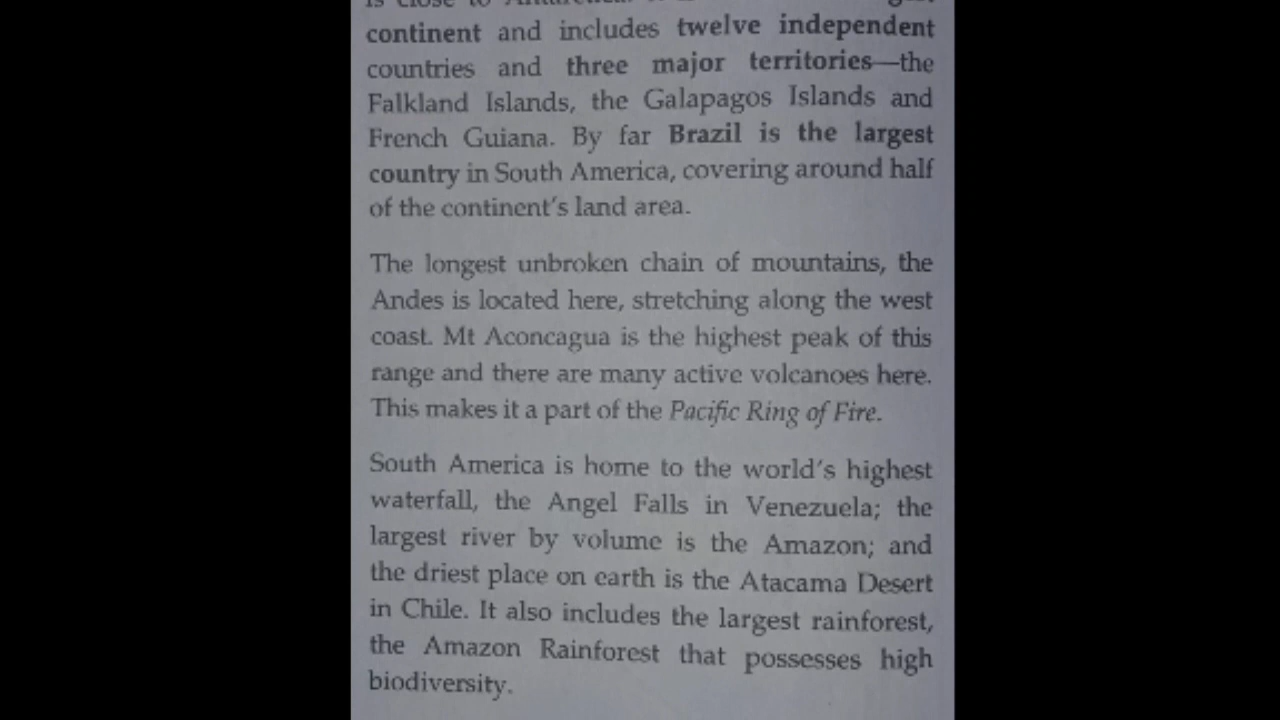 is close to
continent and includes twelve independent
countries and three major territories—the
Falkland Islands, the Galapagos Islands and
French Guiana. By far Brazil is the largest
country in South America, covering around half
of the continent's land area.
The longest unbroken chain of mountains, the
Andes is located here, stretching along the west
coast. Mt Aconcagua is the highest peak of this
range and there are many active volcanoes here.
This makes it a part of the Pacific Ring of Fire.
South America is home to the world's highest
waterfall, the Angel Falls in Venezuela; the
largest river by volume is the Amazon; and
the driest place on earth is the Atacama Desert
in Chile. It also includes the largest rainforest,
the Amazon Rainforest that possesses high
biodiversity.